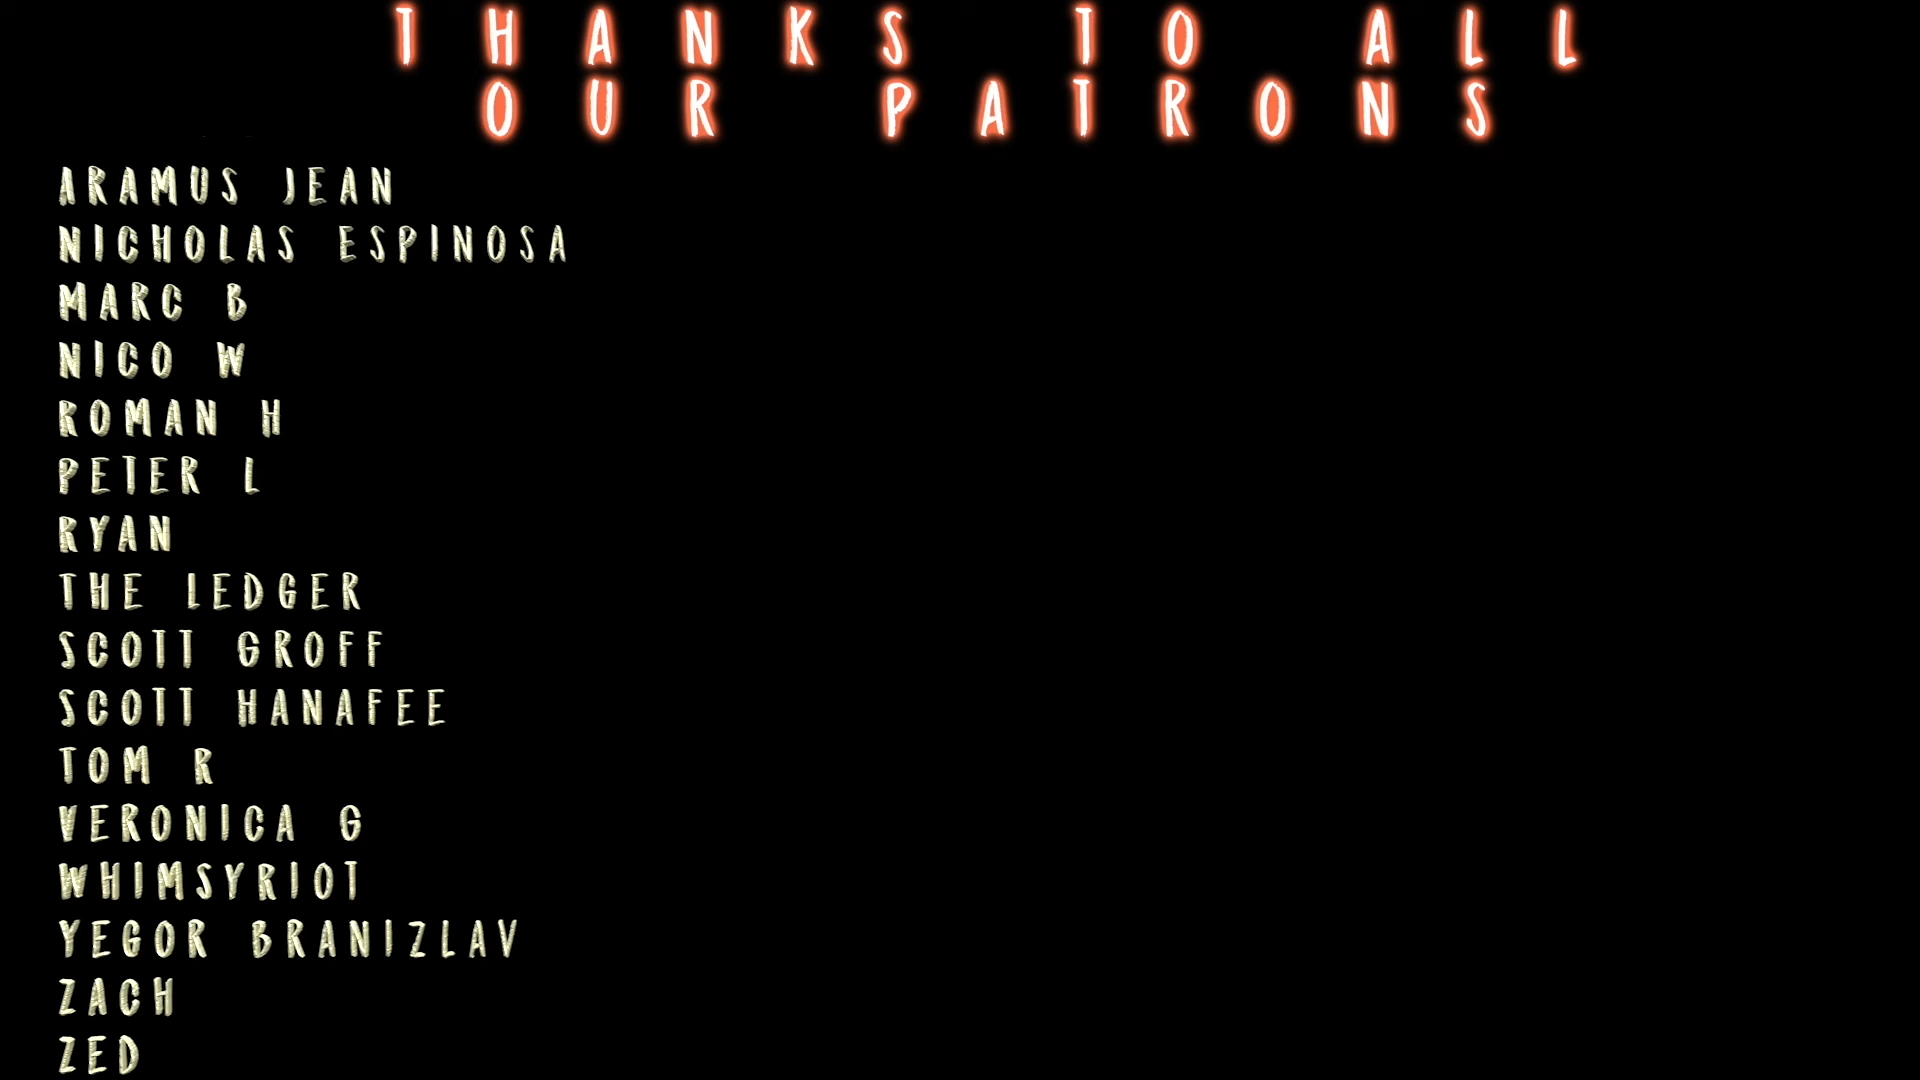 THANKS TO ALL
OUR PATRONS
ARAMUS JEAN
NICHOLAS ESPINOSA
MARC B
NICO W
ROMAN H
PETER L
RYAN
THE LEDGER
SCOTT GROFF
SCOTT HANAFEE
TOM R
VERONICA G
WHIMSYRIOT
YEGOR BRANIZLAV
ZACH
ZED